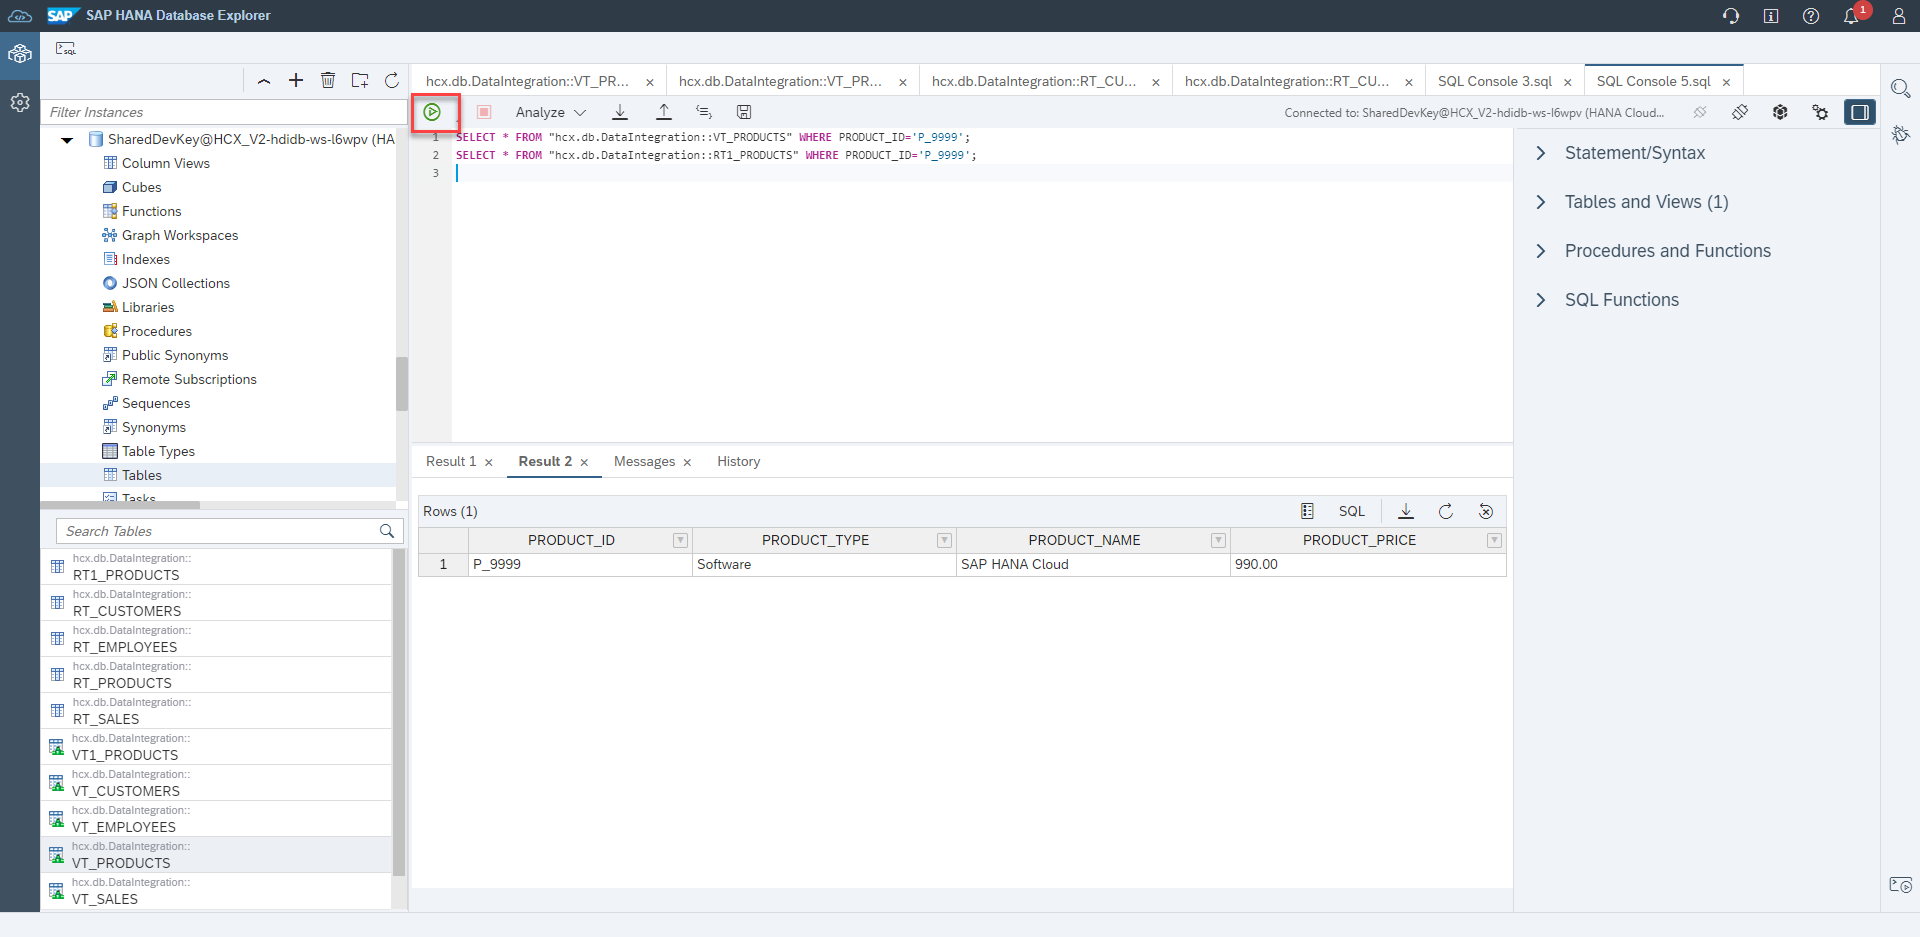 SAP SAP HANA Database Explorer
1
SQL
hcx.db.DataIntegration::VT_PR...
hcx.db.DataIntegration::VT_PR...
hcx.db.DataIntegration::RT_CU...
hcx.db.DataIntegration::RT_CU...
SQL Console 3.sql
SQL Console 5.sql
Filter Instances
Analyze
Connected to: SharedDevKey@HCX_V2-hdidb-ws-l6wpv (HANA Cloud...
SharedDevKey@HCX_V2-hdidb-ws-l6wpv (HA
Column Views
Cubes
Functions
Graph Workspaces
Indexes
JSON Collections
Libraries
Procedures
Public Synonyms
Remote Subscriptions
Sequences
Synonyms
Table Types
Tables
Tasks
1 SELECT * FROM "hcx.db.DataIntegration::VT_PRODUCTS" WHERE PRODUCT_ID='P_9999';
2 SELECT * FROM "hcx.db.DataIntegration::RT1_PRODUCTS" WHERE PRODUCT_ID='P_9999';
3
Statement/Syntax
Tables and Views (1)
Procedures and Functions
SQL Functions
Search Tables
hcx.db.DataIntegration::
RT1_PRODUCTS
hcx.db.DataIntegration::
RT_CUSTOMERS
hcx.db.DataIntegration::
RT_EMPLOYEES
hcx.db.DataIntegration::
RT_PRODUCTS
hcx.db.DataIntegration::
RT_SALES
hcx.db.DataIntegration::
VT1_PRODUCTS
hcx.db.DataIntegration::
VT_CUSTOMERS
hcx.db.DataIntegration::
VT_EMPLOYEES
hcx.db.DataIntegration::
VT_PRODUCTS
hcx.db.DataIntegration::
VT_SALES
Result 1 Result 2 Messages History
Rows (1) SQL
PRODUCT_ID PRODUCT_TYPE PRODUCT_NAME PRODUCT_PRICE
1 P_9999 Software SAP HANA Cloud 990.00